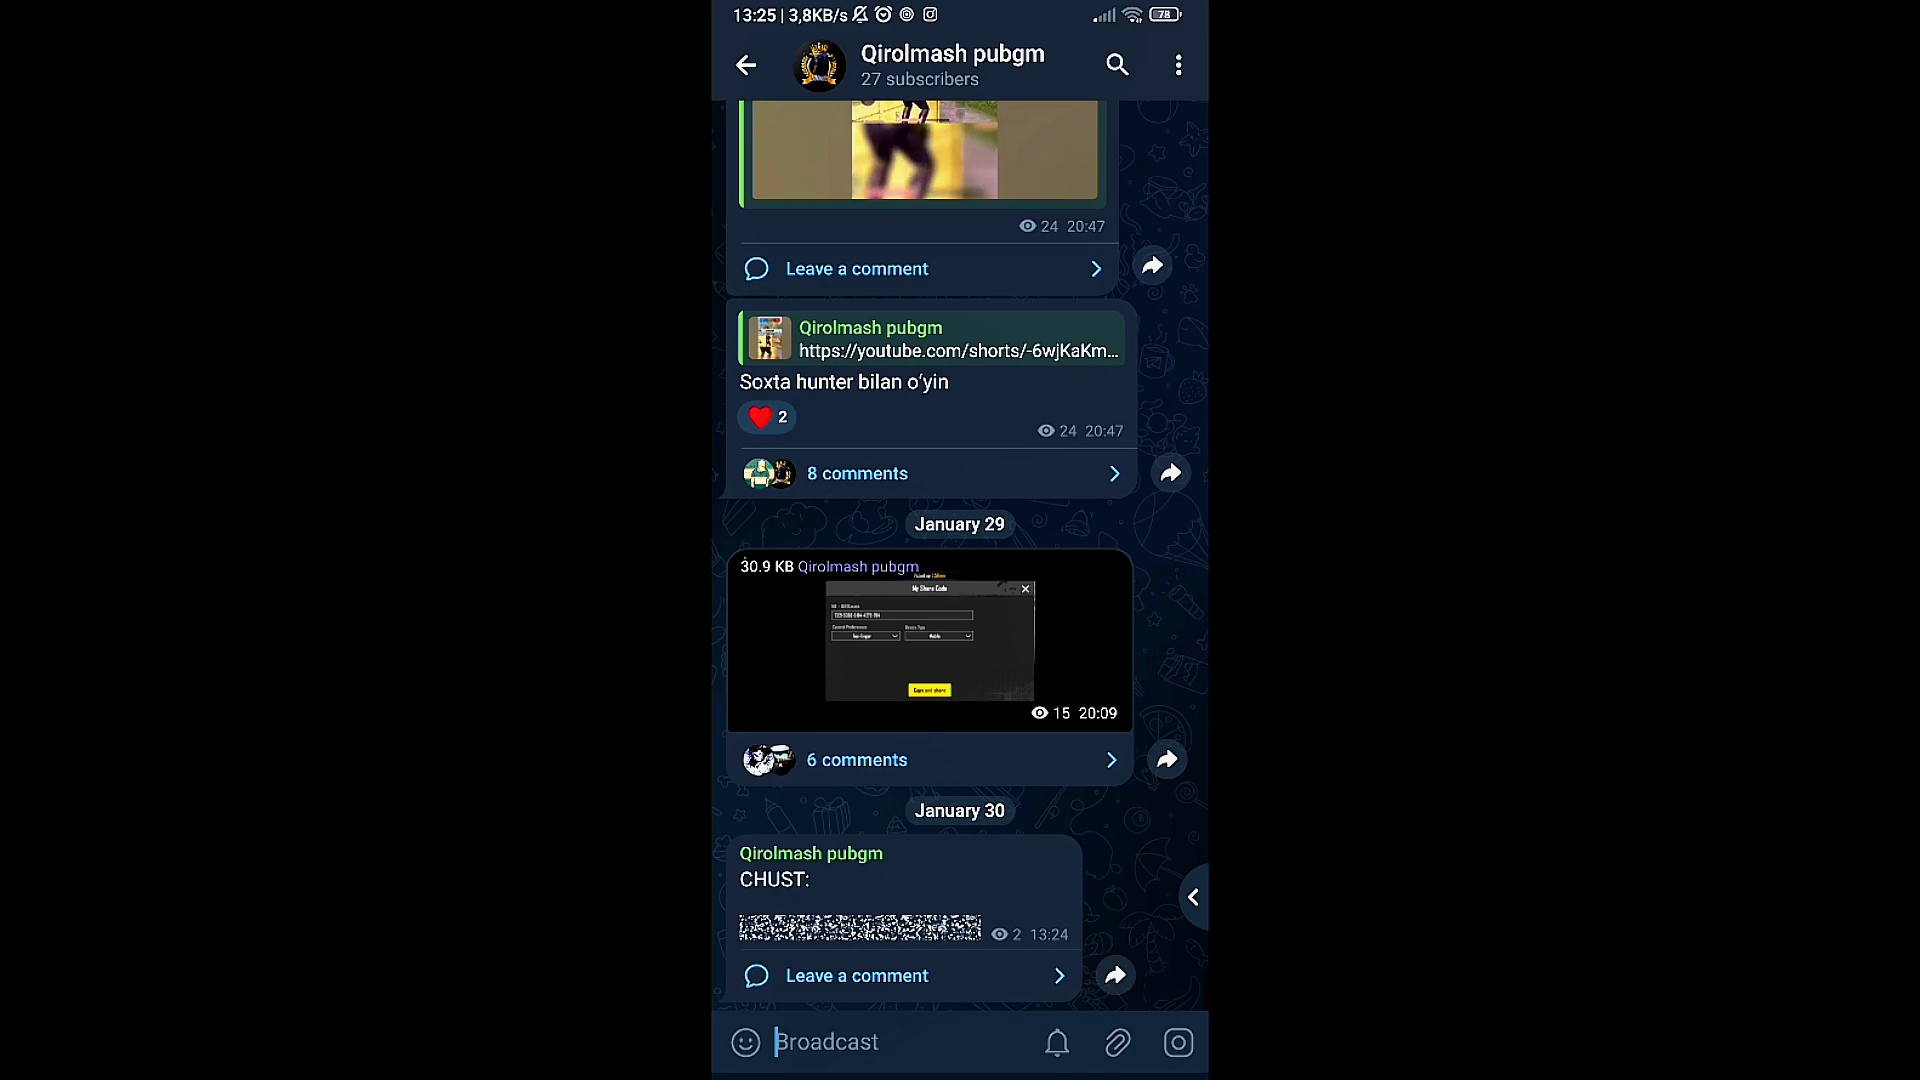 13:25 | 3,8KB/s
78
Qirolmash pubgm
27 subscribers
24 20:47
Leave a comment
Qirolmash pubgm
https://youtube.com/shorts/-6wjKaKm...
Soxta hunter bilan o‘yin
2
24 20:47
8 comments
January 29
30.9 KB Qirolmash pubgm
My Share Code
Copy and share
15 20:09
6 comments
January 30
Qirolmash pubgm
CHUST:
2 13:24
Leave a comment
Broadcast